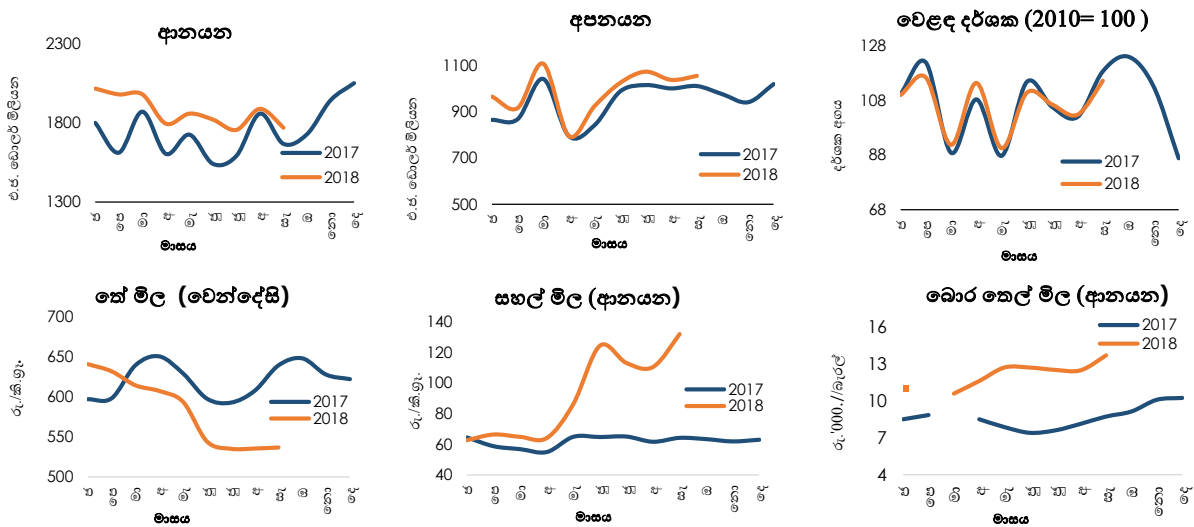 ආනයන
එ.ජ. ඩොලර් මිලියන
2300
1800
1300
2017
2018
ජ පෙ මා අ මැ ජූ ජූ අ සැ ඔ නො දෙ
මාසය
අපනයන
එ.ජ. ඩොලර් මිලියන
1100
900
700
500
2017
2018
ජ පෙ මා අ මැ ජූ ජූ අ සැ ඔ නො දෙ
මාසය
වෙළඳ දර්ශක (2010= 100 )
දර්ශක අගය
128
108
88
68
2017
2018
ජ පෙ මා අ මැ ජූ ජූ අ සැ ඔ නො දෙ
මාසය
තේ මිල (වෙන්දේසි)
රු./කි.ග්‍රෑ.
700
650
600
550
500
2017
2018
ජ පෙ මා අ මැ ජූ ජූ අ සැ ඔ නො දෙ
මාසය
සහල් මිල (ආනයන)
රු./කි.ග්‍රෑ.
140
120
100
80
60
40
2017
2018
ජ පෙ මා අ මැ ජූ ජූ අ සැ ඔ නො දෙ
මාසය
බොර තෙල් මිල (ආනයන)
රු.'000.//බැරල්
16
13
10
7
4
2017
2018
ජ පෙ මා අ මැ ජූ ජූ අ සැ ඔ නො දෙ
මාසය